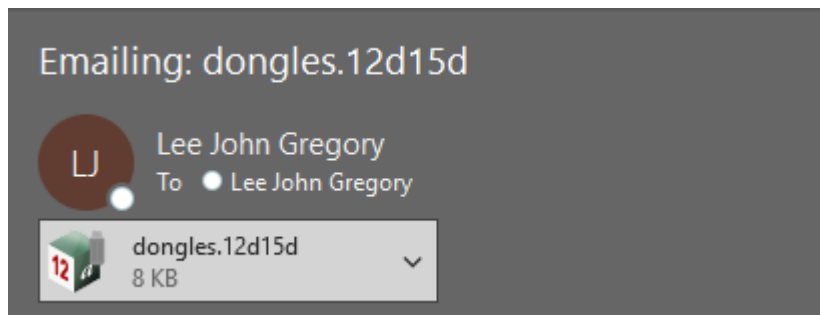 Emailing: dongles.12d15d
LJ
Lee John Gregory
To Lee John Gregory
12 d
dongles.12d15d
8 KB